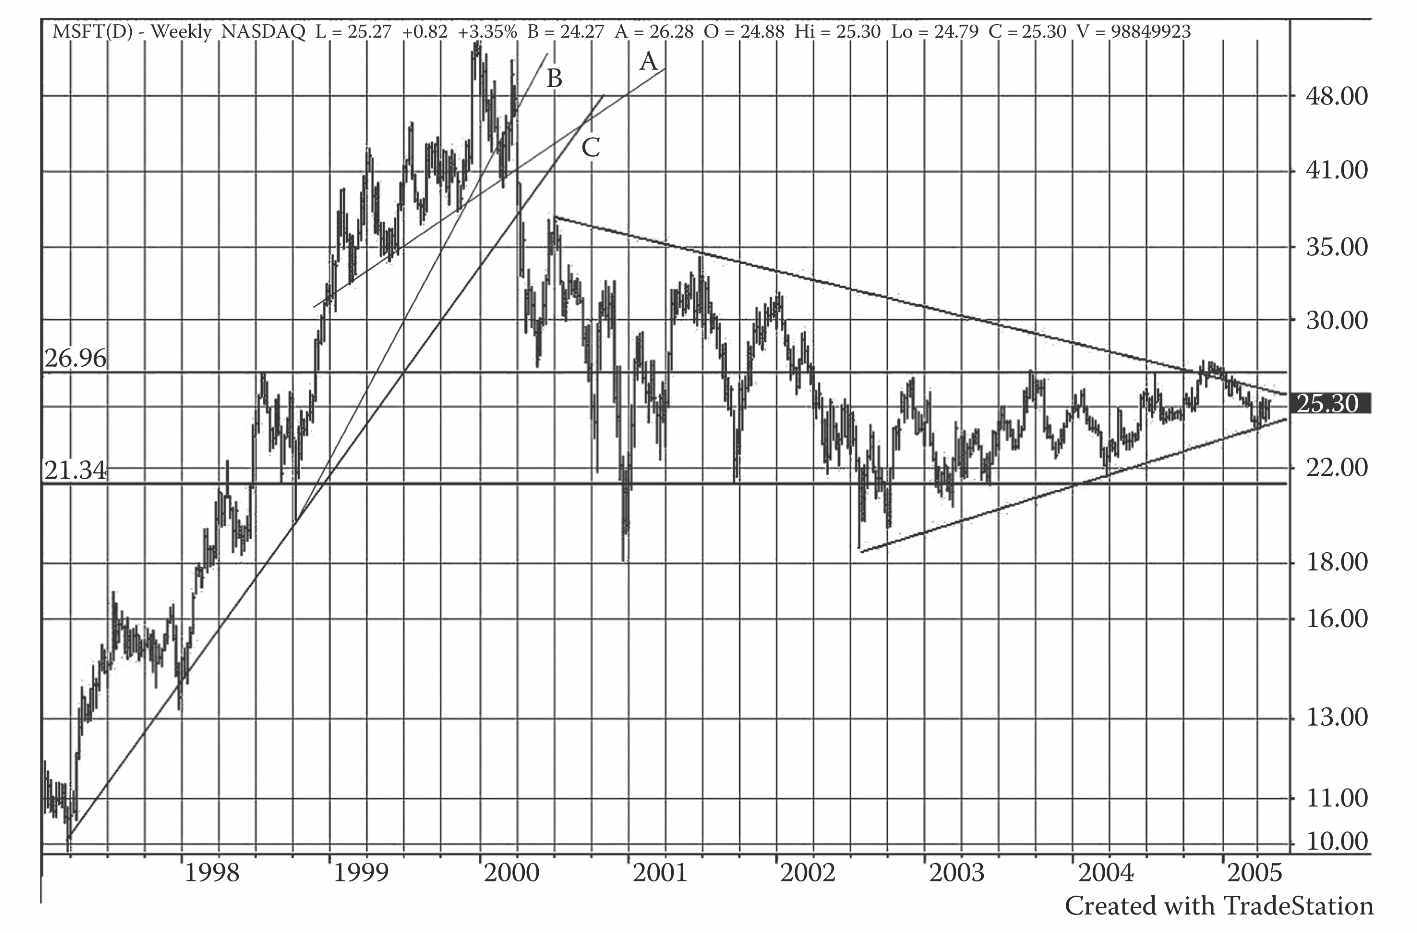 MSFT(D) - Weekly NASDAQ L = 25.27 +0.82 +3.35% B = 24.27 A = 26.28 O = 24.88 Hi = 25.30 Lo = 24.79 C = 25.30 V = 98849923
A
B
48.00
C
41.00
35.00
30.00
26.96
25.30
21.34
22.00
18.00
16.00
13.00
11.00
10.00
1998 1999 2000 2001 2002 2003 2004 2005
Created with TradeStation